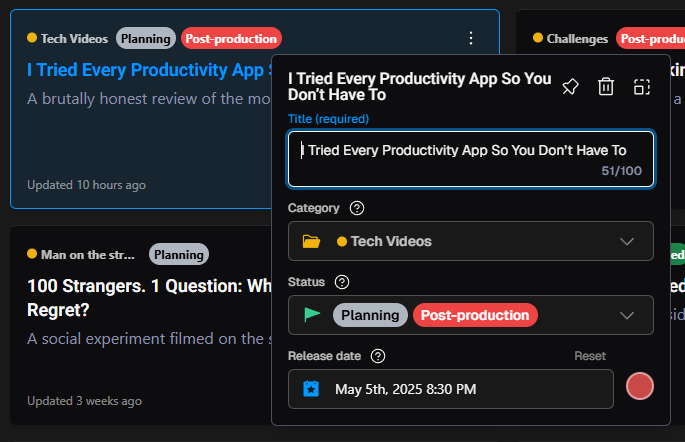 Tech Videos Planning Post-production
Challenges
I Tried Every Productivity App
A brutally honest review of the
Updated 10 hours ago
I Tried Every Productivity App So You
Don’t Have To
Title (required)
I Tried Every Productivity App So You Don’t Have To
51/100
Category
Tech Videos
Status
Planning Post-production
Release date Reset
May 5th, 2025 8:30 PM
Man on the str... Planning
100 Strangers. 1 Question:
Regret?
A social experiment filmed on the
Updated 3 weeks ago